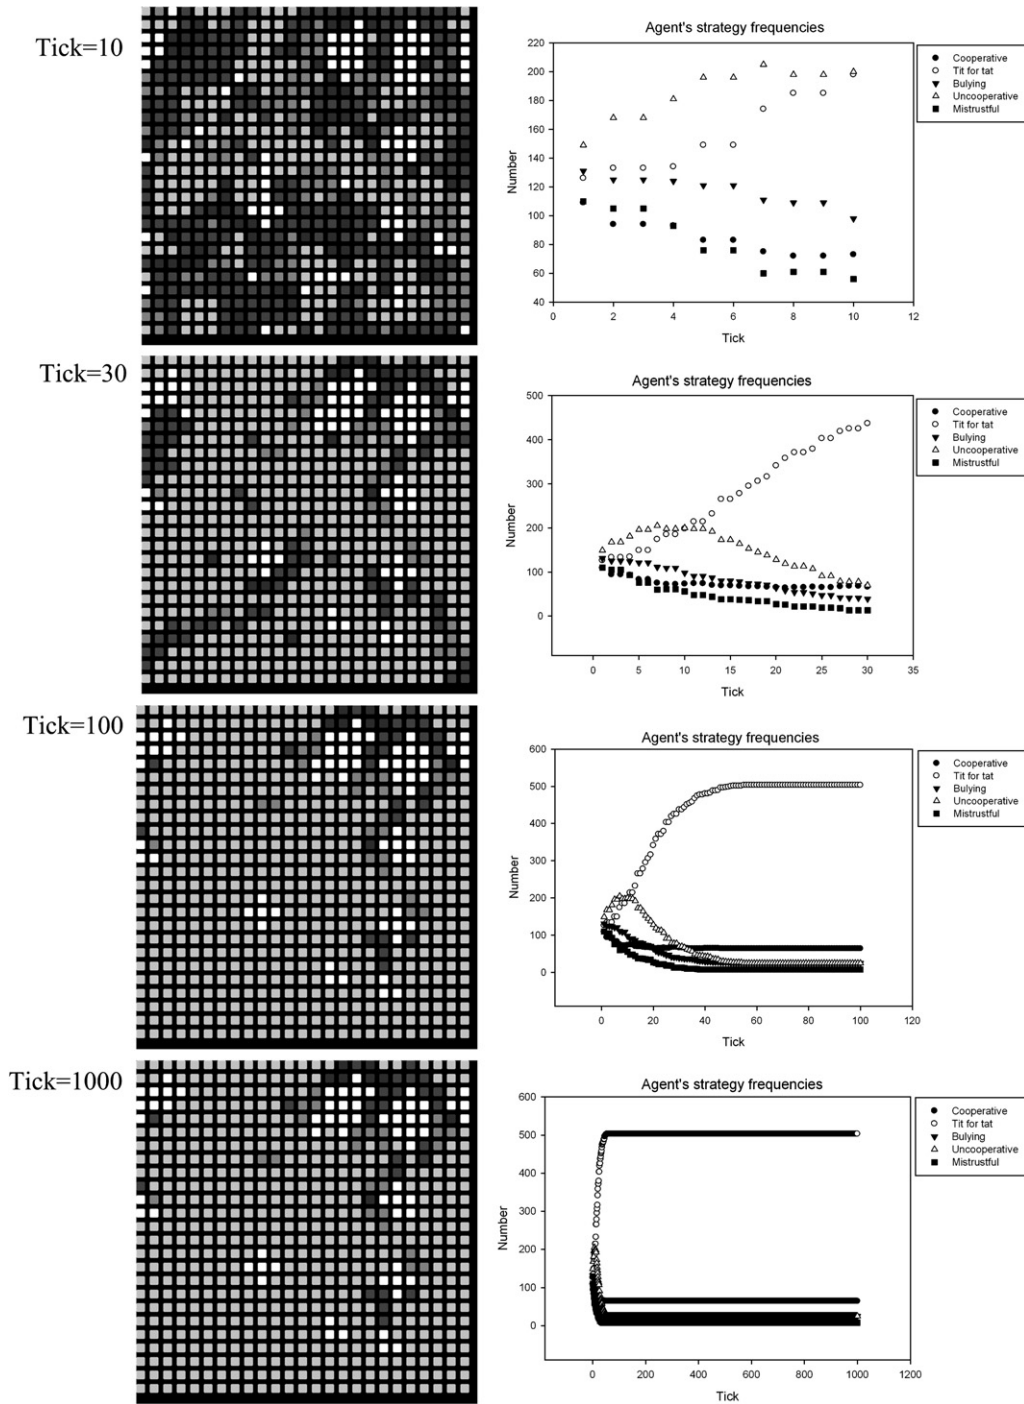 Tick=10
Agent's strategy frequencies
220
200
180
160
140
120
100
80
60
40
0
2
4
6
8
10
12
Number
Tick
Cooperative
Tit for tat
Bulying
Uncooperative
Mistrustful
Tick=30
Agent's strategy frequencies
500
400
300
200
100
0
0
5
10
15
20
25
30
35
Number
Tick
Cooperative
Tit for tat
Bulying
Uncooperative
Mistrustful
Tick=100
Agent's strategy frequencies
600
500
400
300
200
100
0
0
20
40
60
80
100
120
Number
Tick
Cooperative
Tit for tat
Bulying
Uncooperative
Mistrustful
Tick=1000
Agent's strategy frequencies
600
500
400
300
200
100
0
0
200
400
600
800
1000
1200
Number
Tick
Cooperative
Tit for tat
Bulying
Uncooperative
Mistrustful